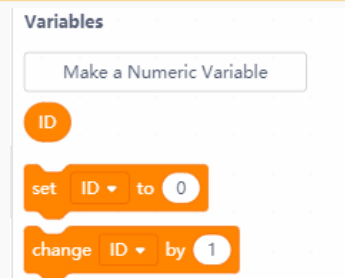 Variables
Make a Numeric Variable
ID
set ID to 0
change ID by 1